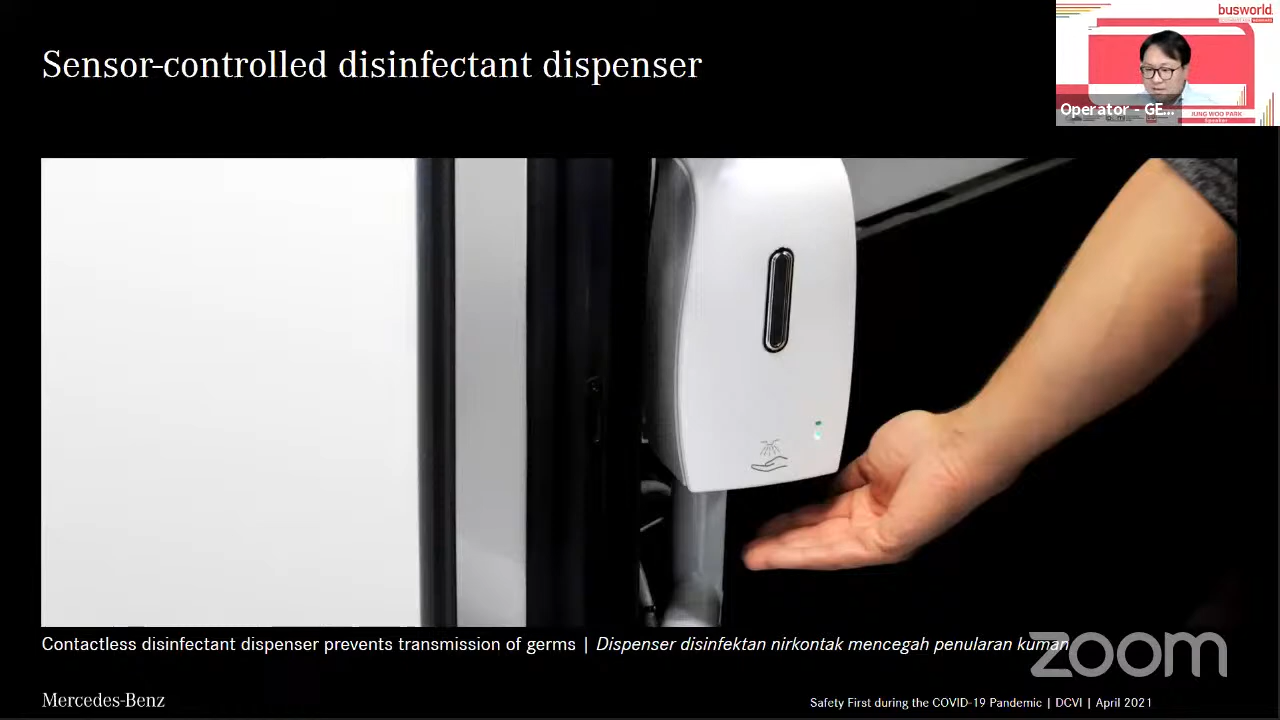 Sensor-controlled disinfectant dispenser
busworld.
Operator - GE...
JUNG WOO PARK
Speaker
Contactless disinfectant dispenser prevents transmission of germs | Dispenser disinfektan nirkontak mencegah penularan kuman
zoom
Mercedes-Benz
Safety First during the COVID-19 Pandemic | DCVI | April 2021